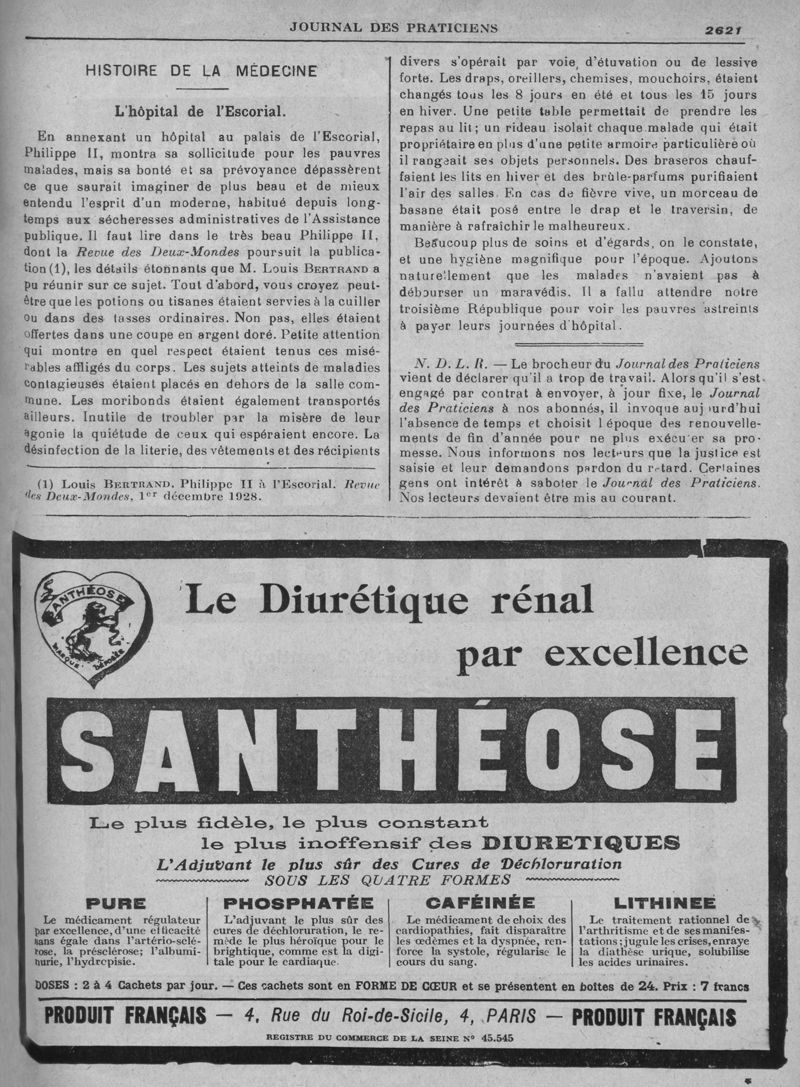 JOURNAL DES PRATICIENS 2621
HISTOIRE DE LA MÉDECINE
L'hôpital de l'Escorial.
En annexant un hôpital au palais de l'Escorial,
Philippe II, montra sa sollicitude pour les pauvres
malades, mais sa bonté et sa prévoyance dépassèrent
ce que saurait imaginer de plus beau et de mieux
entendu l'esprit d'un moderne, habitué depuis long-
temps aux sécheresses administratives de l'Assistance
publique. Il faut lire dans le très beau Philippe II,
dont la Revue des Deux-Mondes poursuit la publica-
tion (1), les détails étonnants que M. Louis BERTRAND a
pu réunir sur ce sujet. Tout d'abord, vous croyez peut-
être que les potions ou tisanes étaient servies à la cuiller
ou dans des tasses ordinaires. Non pas, elles étaient
offertes dans une coupe en argent doré. Petite attention
qui montre en quel respect étaient tenus ces misé-
rables affligés du corps. Les sujets atteints de maladies
contagieuses étaient placés en dehors de la salle com-
mune. Les moribonds étaient également transportés
ailleurs. Inutile de troubler par la misère de leur
agonie la quiétude de ceux qui espéraient encore. La
désinfection de la literie, des vêtements et des récipients
(1) Louis BERTRAND. Philippe II à l'Escorial. Revue
des Deux-Mondes, 1er décembre 1928.
divers s'opérait par voie d'étuvation ou de lessive
forte. Les draps, oreillers, chemises, mouchoirs, étaient
changés tous les 8 jours en été et tous les 15 jours
en hiver. Une petite table permettait de prendre les
repas au lit; un rideau isolait chaque malade qui était
propriétaire en plus d'une petite armoire particulière où
il rangeait ses objets personnels. Des braseros chauf-
faient les lits en hiver et des brûle-parfums purifiaient
l'air des salles. En cas de fièvre vive, un morceau de
basane était posé entre le drap et le traversin, de
manière à rafraîchir le malheureux.
Beaucoup plus de soins et d'égards, on le constate,
et une hygiène magnifique pour l'époque. Ajoutons
naturellement que les malades n'avaient pas à
débourser un maravédis. Il a fallu attendre notre
troisième République pour voir les pauvres astreints
à payer leurs journées d'hôpital.
N. D. L. R. — Le brocheur du Journal des Praticiens
vient de déclarer qu'il a trop de travail. Alors qu'il s'est
engagé par contrat à envoyer, à jour fixe, le Journal
des Praticiens à nos abonnés, il invoque aujourd'hui
l'absence de temps et choisit l'époque des renouvelle-
ments de fin d'année pour ne plus exécuter sa pro-
messe. Nous informons nos lecteurs que la justice est
saisie et leur demandons pardon du retard. Certaines
gens ont intérêt à saboter le Journal des Praticiens.
Nos lecteurs devaient être mis au courant.
SANTHÉOSE
MARQUE DÉPOSÉE
Le Diurétique rénal
par excellence
SANTHÉOSE
Le plus fidèle, le plus constant
le plus inoffensif des DIURETIQUES
L'Adjuvant le plus sûr des Cures de Déchloruration
SOUS LES QUATRE FORMES
PURE
Le médicament régulateur
par excellence, d'une efficacité
sans égale dans l'artério-sclé-
rose, la présclérose; l'albumi-
nurie, l'hydropisie.
PHOSPHATÉE
L'adjuvant le plus sûr des
cures de déchloruration, le re-
mède le plus héroïque pour le
brightique, comme est la digi-
tale pour le cardiaque.
CAFÉINÉE
Le médicament de choix des
cardiopathies, fait disparaître
les œdèmes et la dyspnée, ren-
force la systole, régularise le
cours du sang.
LITHINEE
Le traitement rationnel de
l'arthritisme et de ses manifes-
tations; jugule les crises, enraye
la diathèse urique, solubilise
les acides urinaires.
DOSES : 2 à 4 Cachets par jour. — Ces cachets sont en FORME DE CŒUR et se présentent en boîtes de 24. Prix : 7 francs
PRODUIT FRANÇAIS — 4, Rue du Roi-de-Sicile, 4, PARIS — PRODUIT FRANÇAIS
REGISTRE DU COMMERCE DE LA SEINE N° 45.545